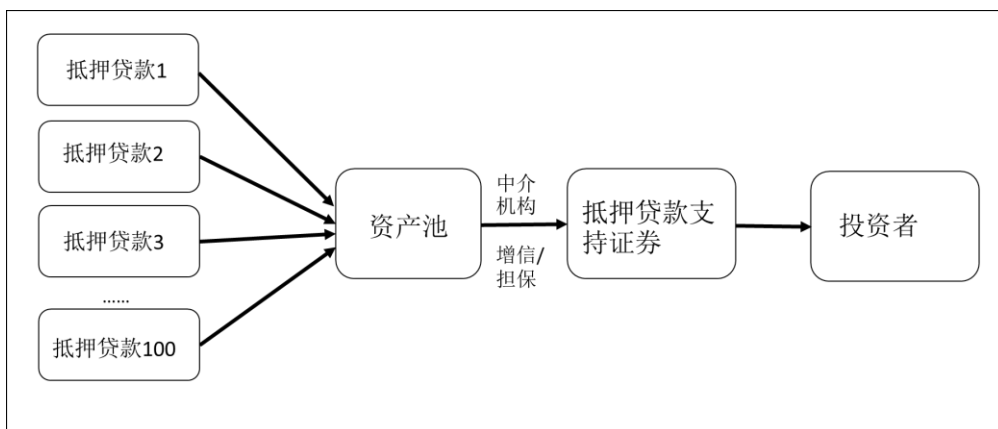 抵押贷款1
抵押贷款2
抵押贷款3
……
抵押贷款100
资产池
中介
机构
增信/
担保
抵押贷款支
持证券
投资者